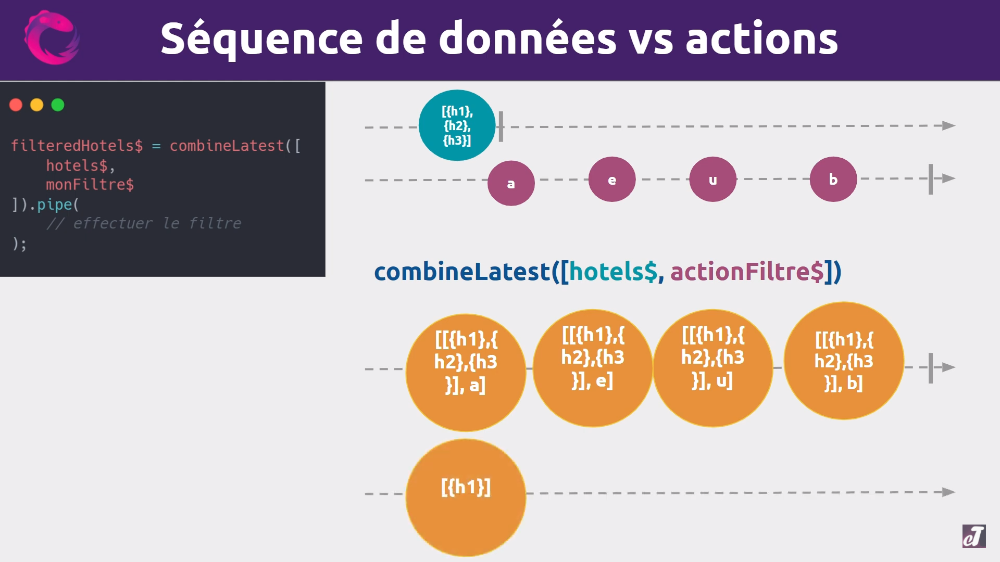 Séquence de données vs actions
filteredHotels$ = combineLatest([
hotels$,
monFiltre$
]).pipe(
// effectuer le filtre
);
[{h1},
{h2},
{h3}]
a
e
u
b
combineLatest([hotels$, actionFiltre$])
[[{h1},{
h2},{h3
}], a]
[[{h1},{
h2},{h3
}], e]
[[{h1},{
h2},{h3
}], u]
[[{h1},{
h2},{h3
}], b]
[{h1}]
eT